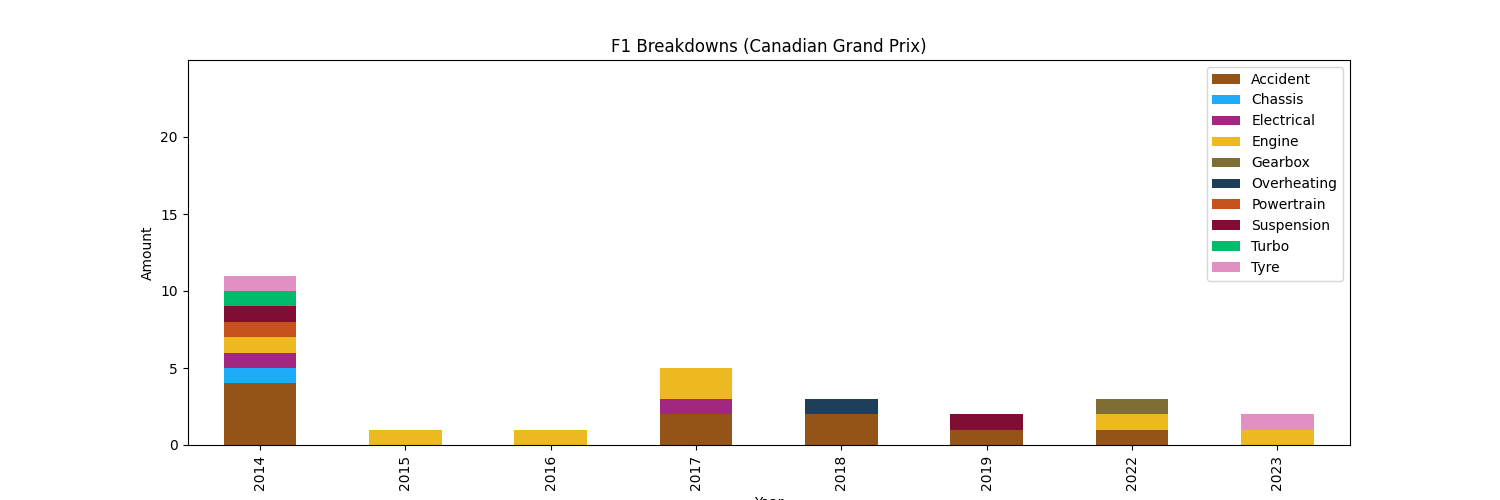 F1 Breakdowns (Canadian Grand Prix)
Amount
20
15
10
5
0
Accident
Chassis
Electrical
Engine
Gearbox
Overheating
Powertrain
Suspension
Turbo
Tyre
2014
2015
2016
2017
2018
2019
2022
2023
Year